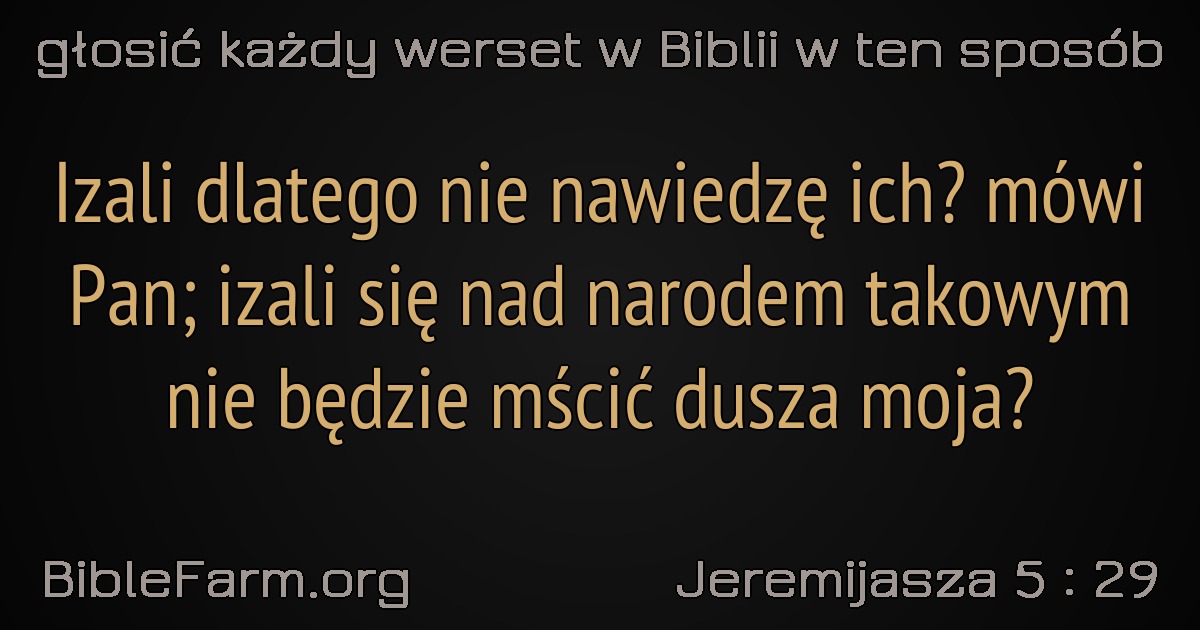 głosić każdy werset w Biblii w ten sposób
Izali dlatego nie nawiedzę ich? mówi
Pan; izali się nad narodem takowym
nie będzie mścić dusza moja?
BibleFarm.org
Jeremijasza 5 : 29